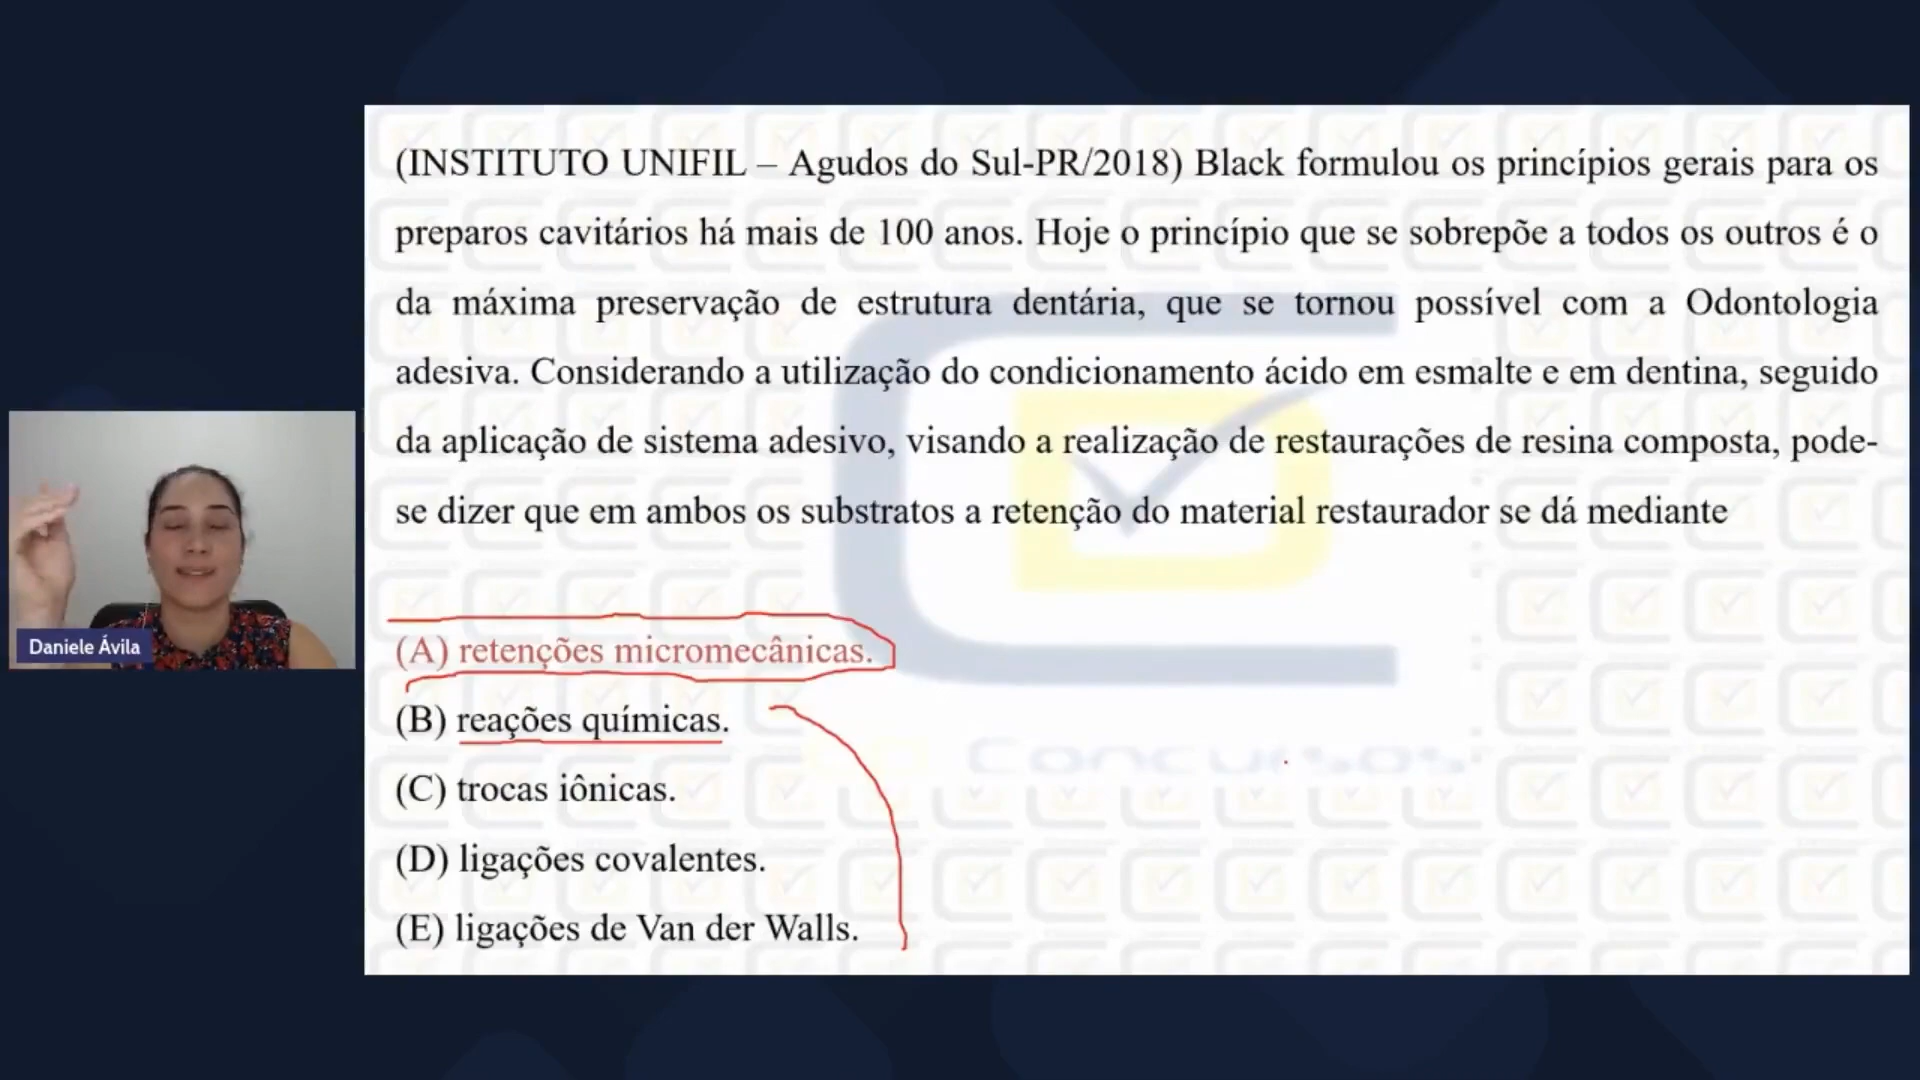 (INSTITUTO UNIFIL – Agudos do Sul-PR/2018) Black formulou os princípios gerais para os
preparos cavitários há mais de 100 anos. Hoje o princípio que se sobrepõe a todos os outros é o
da máxima preservação de estrutura dentária, que se tornou possível com a Odontologia
adesiva. Considerando a utilização do condicionamento ácido em esmalte e em dentina, seguido
da aplicação de sistema adesivo, visando a realização de restaurações de resina composta, pode-
se dizer que em ambos os substratos a retenção do material restaurador se dá mediante
(A) retenções micromecânicas.
(B) reações químicas.
(C) trocas iônicas.
(D) ligações covalentes.
(E) ligações de Van der Walls.
Concursos
Daniele Ávila